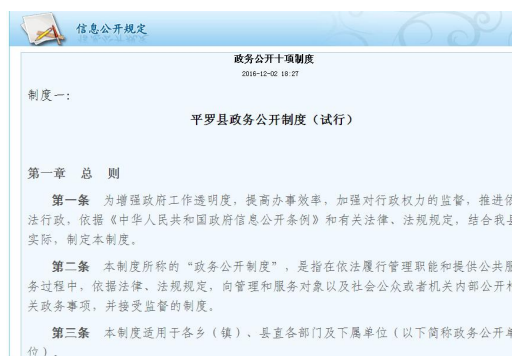 信息公开规定
政务公开十项制度
2016-12-02 18:27
制度一：
平罗县政务公开制度（试行）
第一章 总 则
第一条 为增强政府工作透明度，提高办事效率，加强对行政权力的监督，推进依
法行政，依据《中华人民共和国政府信息公开条例》和有关法律、法规规定，结合我县
实际，制定本制度。
第二条 本制度所称的“政务公开制度”，是指在依法履行管理职能和提供公共服
务过程中，依据法律、法规规定，向管理和服务对象以及社会公众或者机关内部公开相
关政务事项，并接受监督的制度。
第三条 本制度适用于各乡（镇）、县直各部门及下属单位（以下简称政务公开单
位）。